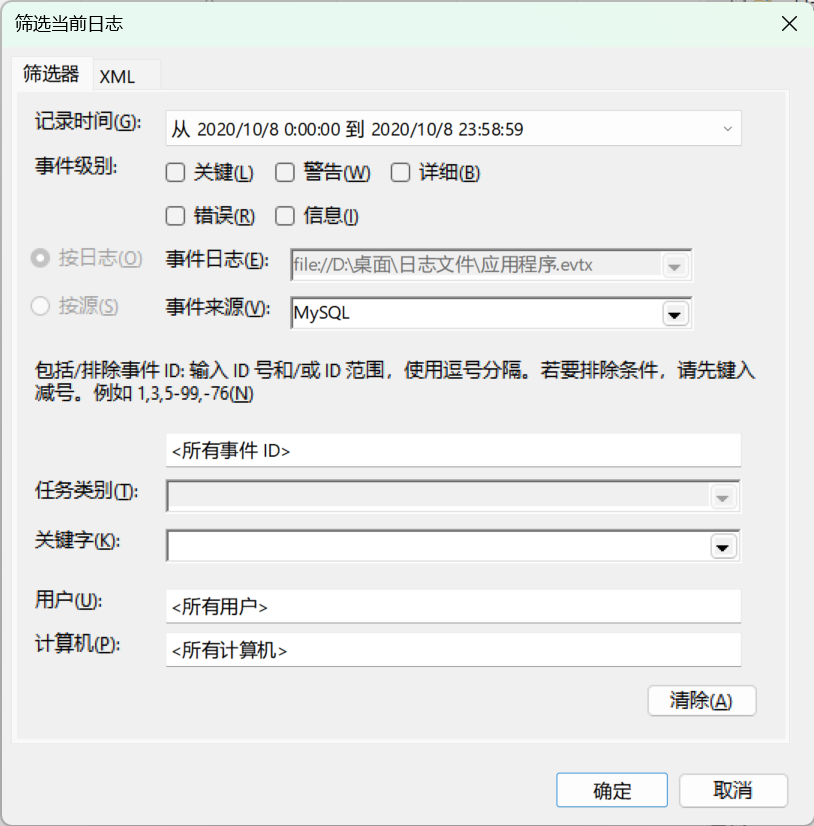 筛选当前日志
筛选器 XML
记录时间(G): 从 2020/10/8 0:00:00 到 2020/10/8 23:58:59
事件级别: 关键(L) 警告(W) 详细(B)
错误(R) 信息(I)
按日志(O) 事件日志(E): file://D:\桌面\日志文件\应用程序.evtx
按源(S) 事件来源(V): MySQL
包括/排除事件 ID: 输入 ID 号和/或 ID 范围，使用逗号分隔。若要排除条件，请先键入
减号。例如 1,3,5-99,-76(N)
<所有事件 ID>
任务类别(T):
关键字(K):
用户(U): <所有用户>
计算机(P): <所有计算机>
清除(A)
确定 取消